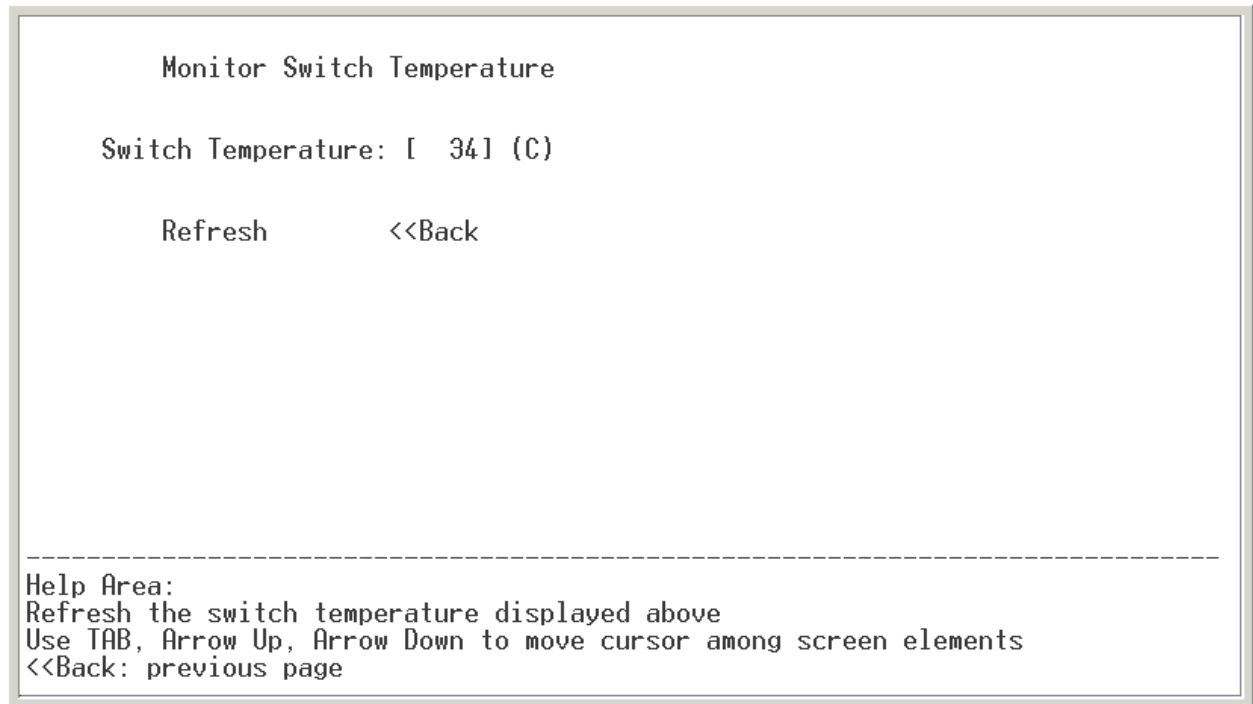 Monitor Switch Temperature
Switch Temperature: [  34] (C)
Refresh        <<Back
Help Area:
Refresh the switch temperature displayed above
Use TAB, Arrow Up, Arrow Down to move cursor among screen elements
<<Back: previous page